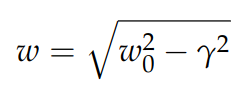 w = √(w₀² − γ²)